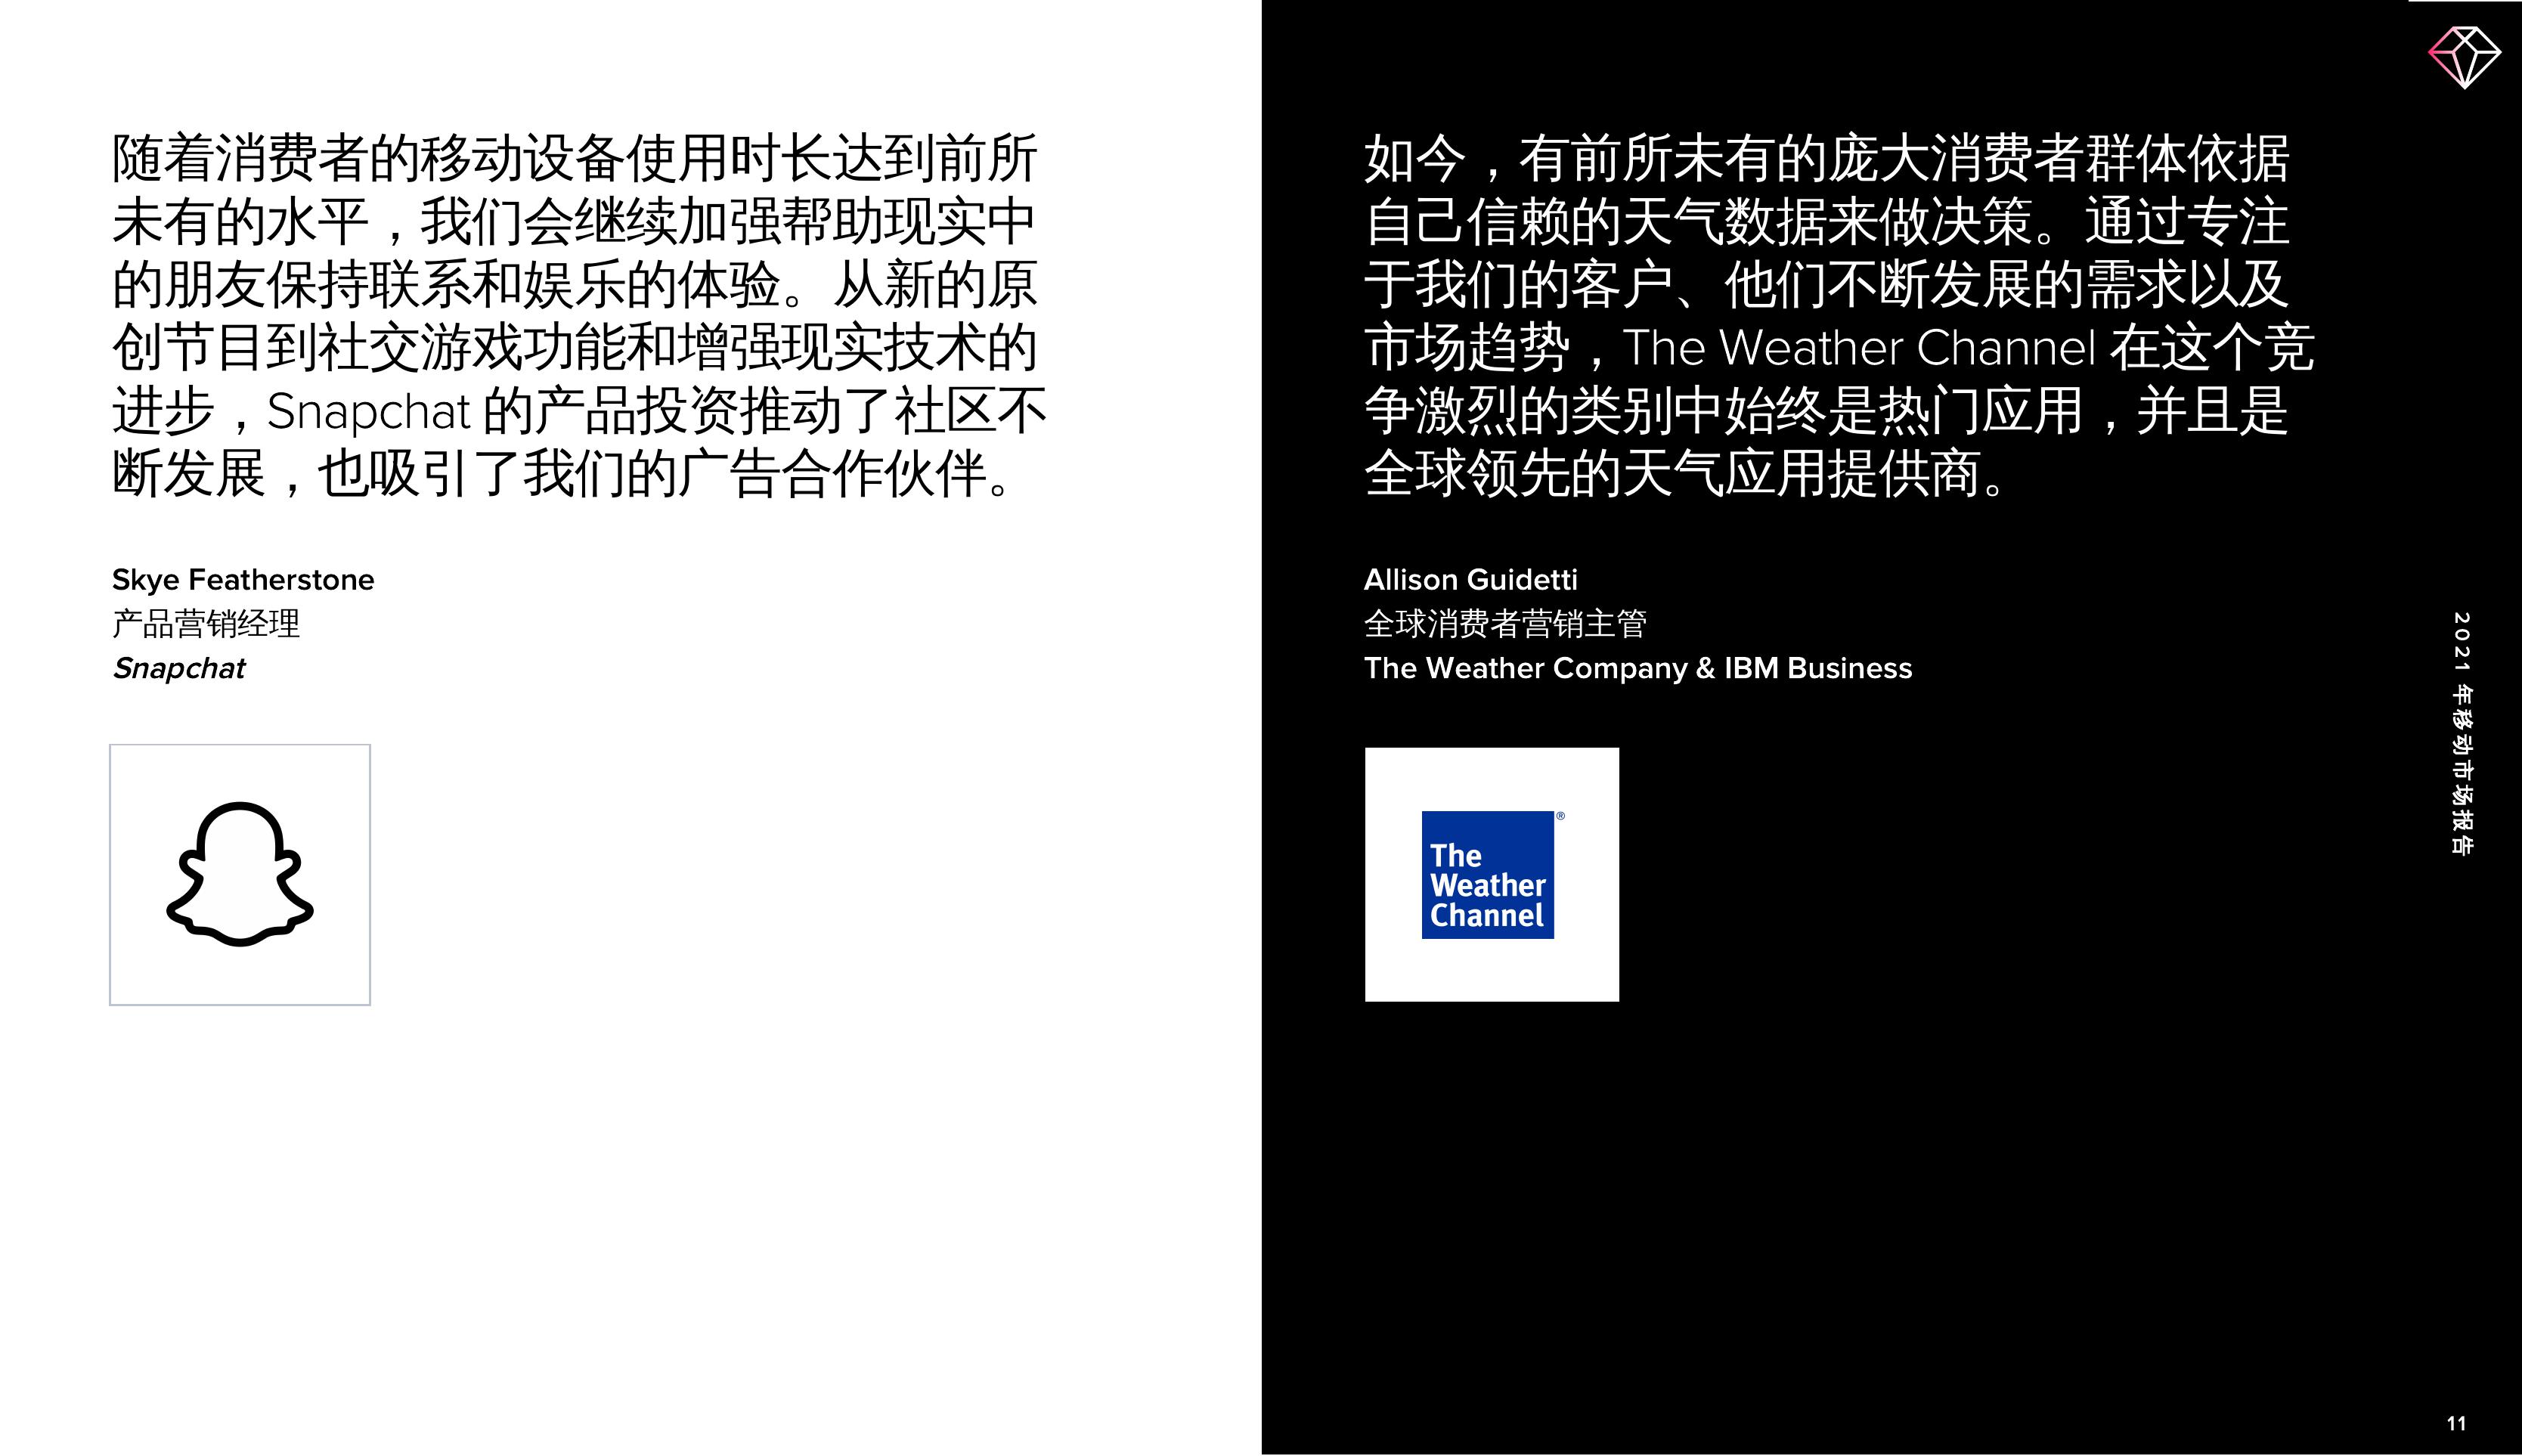 随着消费者的移动设备使用时长达到前所
未有的水平，我们会继续加强帮助现实中
的朋友保持联系和娱乐的体验。从新的原
创节目到社交游戏功能和增强现实技术的
进步，Snapchat 的产品投资推动了社区不
断发展，也吸引了我们的广告合作伙伴。
Skye Featherstone
产品营销经理
Snapchat
如今，有前所未有的庞大消费者群体依据
自己信赖的天气数据来做决策。通过专注
于我们的客户、他们不断发展的需求以及
市场趋势，The Weather Channel 在这个竞
争激烈的类别中始终是热门应用，并且是
全球领先的天气应用提供商。
Allison Guidetti
全球消费者营销主管
The Weather Company & IBM Business
The
Weather
Channel
®
2021 年移动市场报告
11